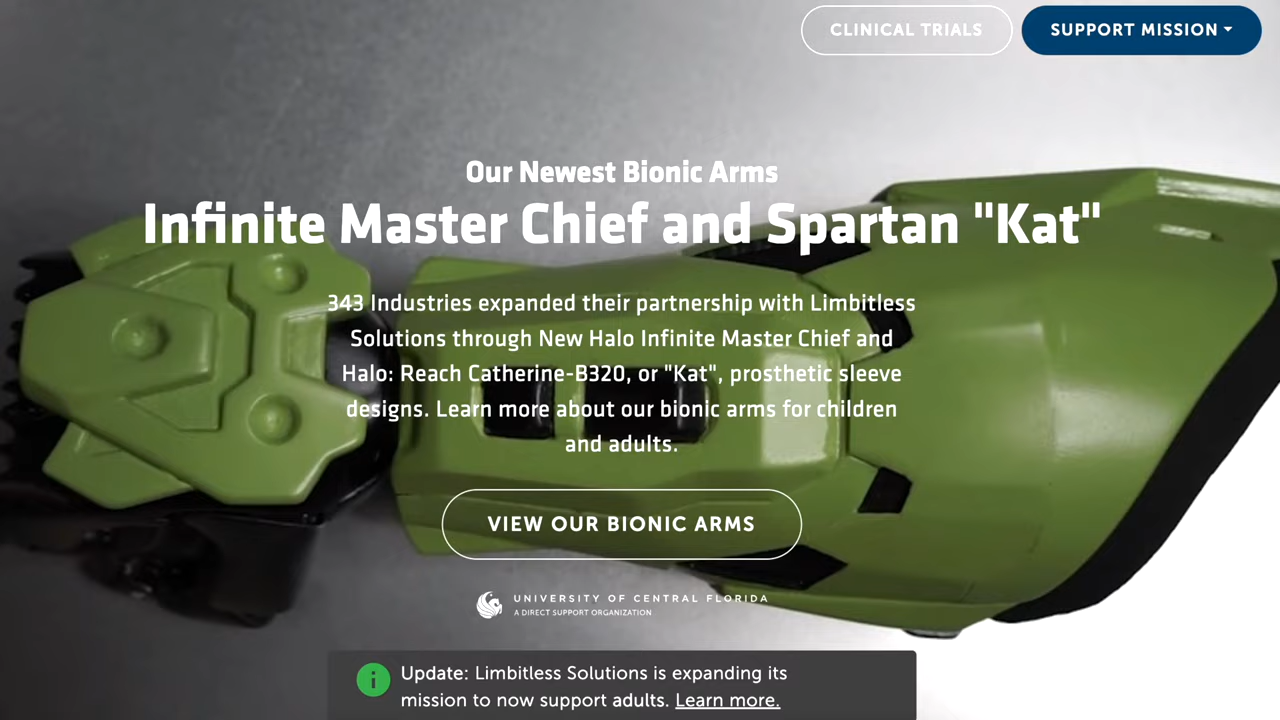 CLINICAL TRIALS
SUPPORT MISSION
Our Newest Bionic Arms
Infinite Master Chief and Spartan "Kat"
343 Industries expanded their partnership with Limbitless
Solutions through New Halo Infinite Master Chief and
Halo: Reach Catherine-B320, or "Kat", prosthetic sleeve
designs. Learn more about our bionic arms for children
and adults.
VIEW OUR BIONIC ARMS
UNIVERSITY OF CENTRAL FLORIDA
A DIRECT SUPPORT ORGANIZATION
Update: Limbitless Solutions is expanding its
mission to now support adults. Learn more.